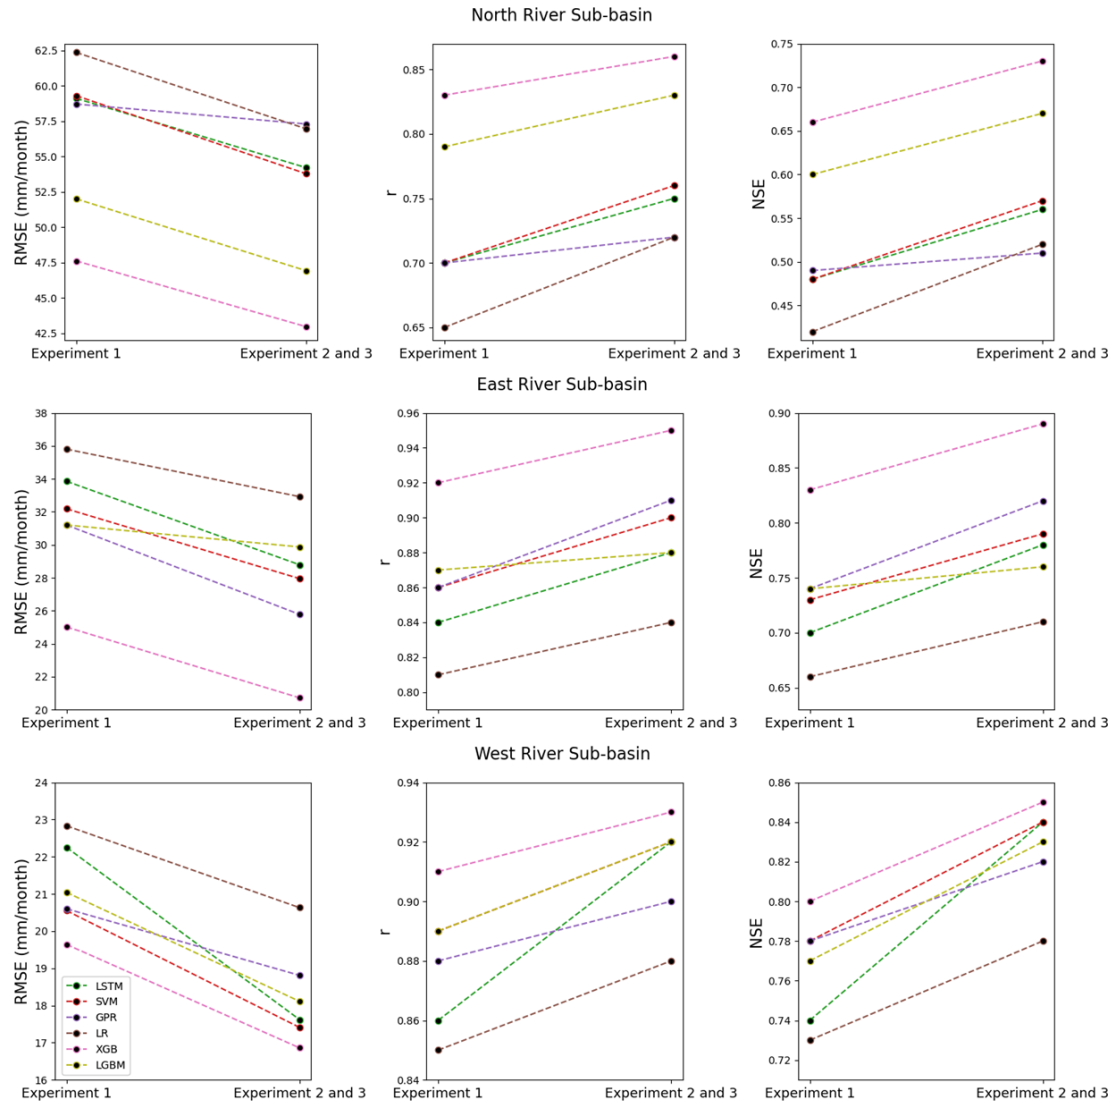 North River Sub-basin
RMSE (mm/month)
62.5
60.0
57.5
55.0
52.5
50.0
47.5
45.0
42.5
Experiment 1
Experiment 2 and 3
r
0.85
0.80
0.75
0.70
0.65
Experiment 1
Experiment 2 and 3
NSE
0.75
0.70
0.65
0.60
0.55
0.50
0.45
Experiment 1
Experiment 2 and 3
East River Sub-basin
RMSE (mm/month)
38
36
34
32
30
28
26
24
22
20
Experiment 1
Experiment 2 and 3
r
0.96
0.94
0.92
0.90
0.88
0.86
0.84
0.82
0.80
Experiment 1
Experiment 2 and 3
NSE
0.90
0.85
0.80
0.75
0.70
0.65
Experiment 1
Experiment 2 and 3
West River Sub-basin
RMSE (mm/month)
24
23
22
21
20
19
18
17
16
LSTM
SVM
GPR
LR
XGB
LGBM
Experiment 1
Experiment 2 and 3
r
0.94
0.92
0.90
0.88
0.86
0.84
Experiment 1
Experiment 2 and 3
NSE
0.86
0.84
0.82
0.80
0.78
0.76
0.74
0.72
Experiment 1
Experiment 2 and 3